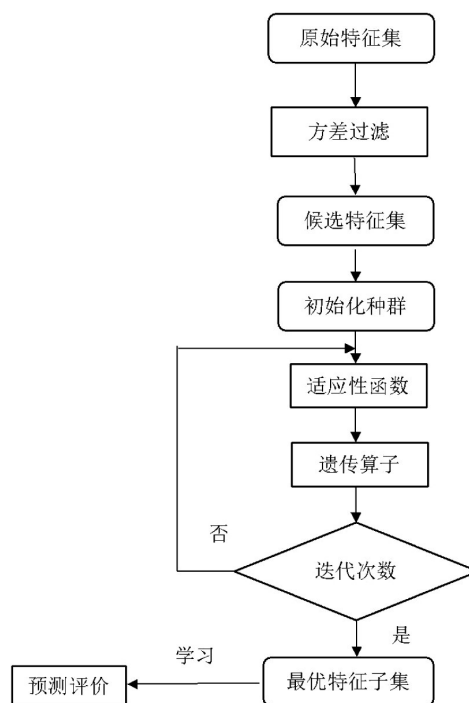 原始特征集
方差过滤
候选特征集
初始化种群
适应性函数
遗传算子
否
迭代次数
是
学习
最优特征子集
预测评价